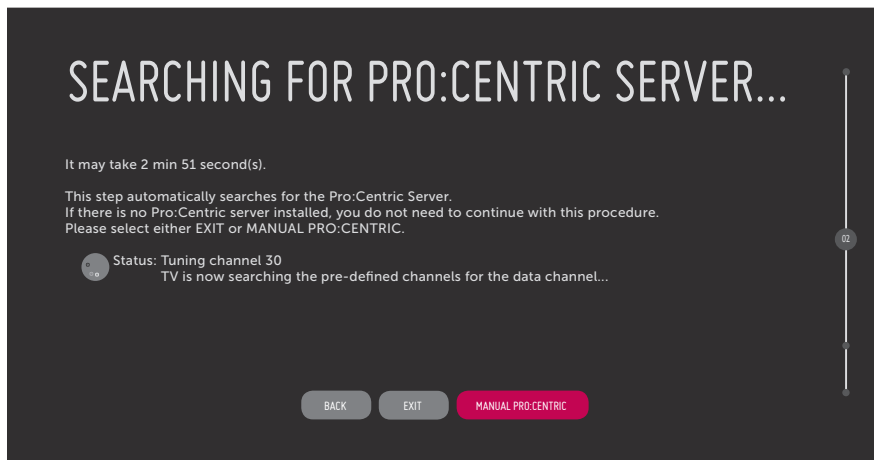 SEARCHING FOR PRO:CENTRIC SERVER...
It may take 2 min 51 second(s).
This step automatically searches for the Pro:Centric Server.
If there is no Pro:Centric server installed, you do not need to continue with this procedure.
Please select either EXIT or MANUAL PRO:CENTRIC.
02
Status: Tuning channel 30
TV is now searching the pre-defined channels for the data channel...
BACK EXIT MANUAL PRO:CENTRIC